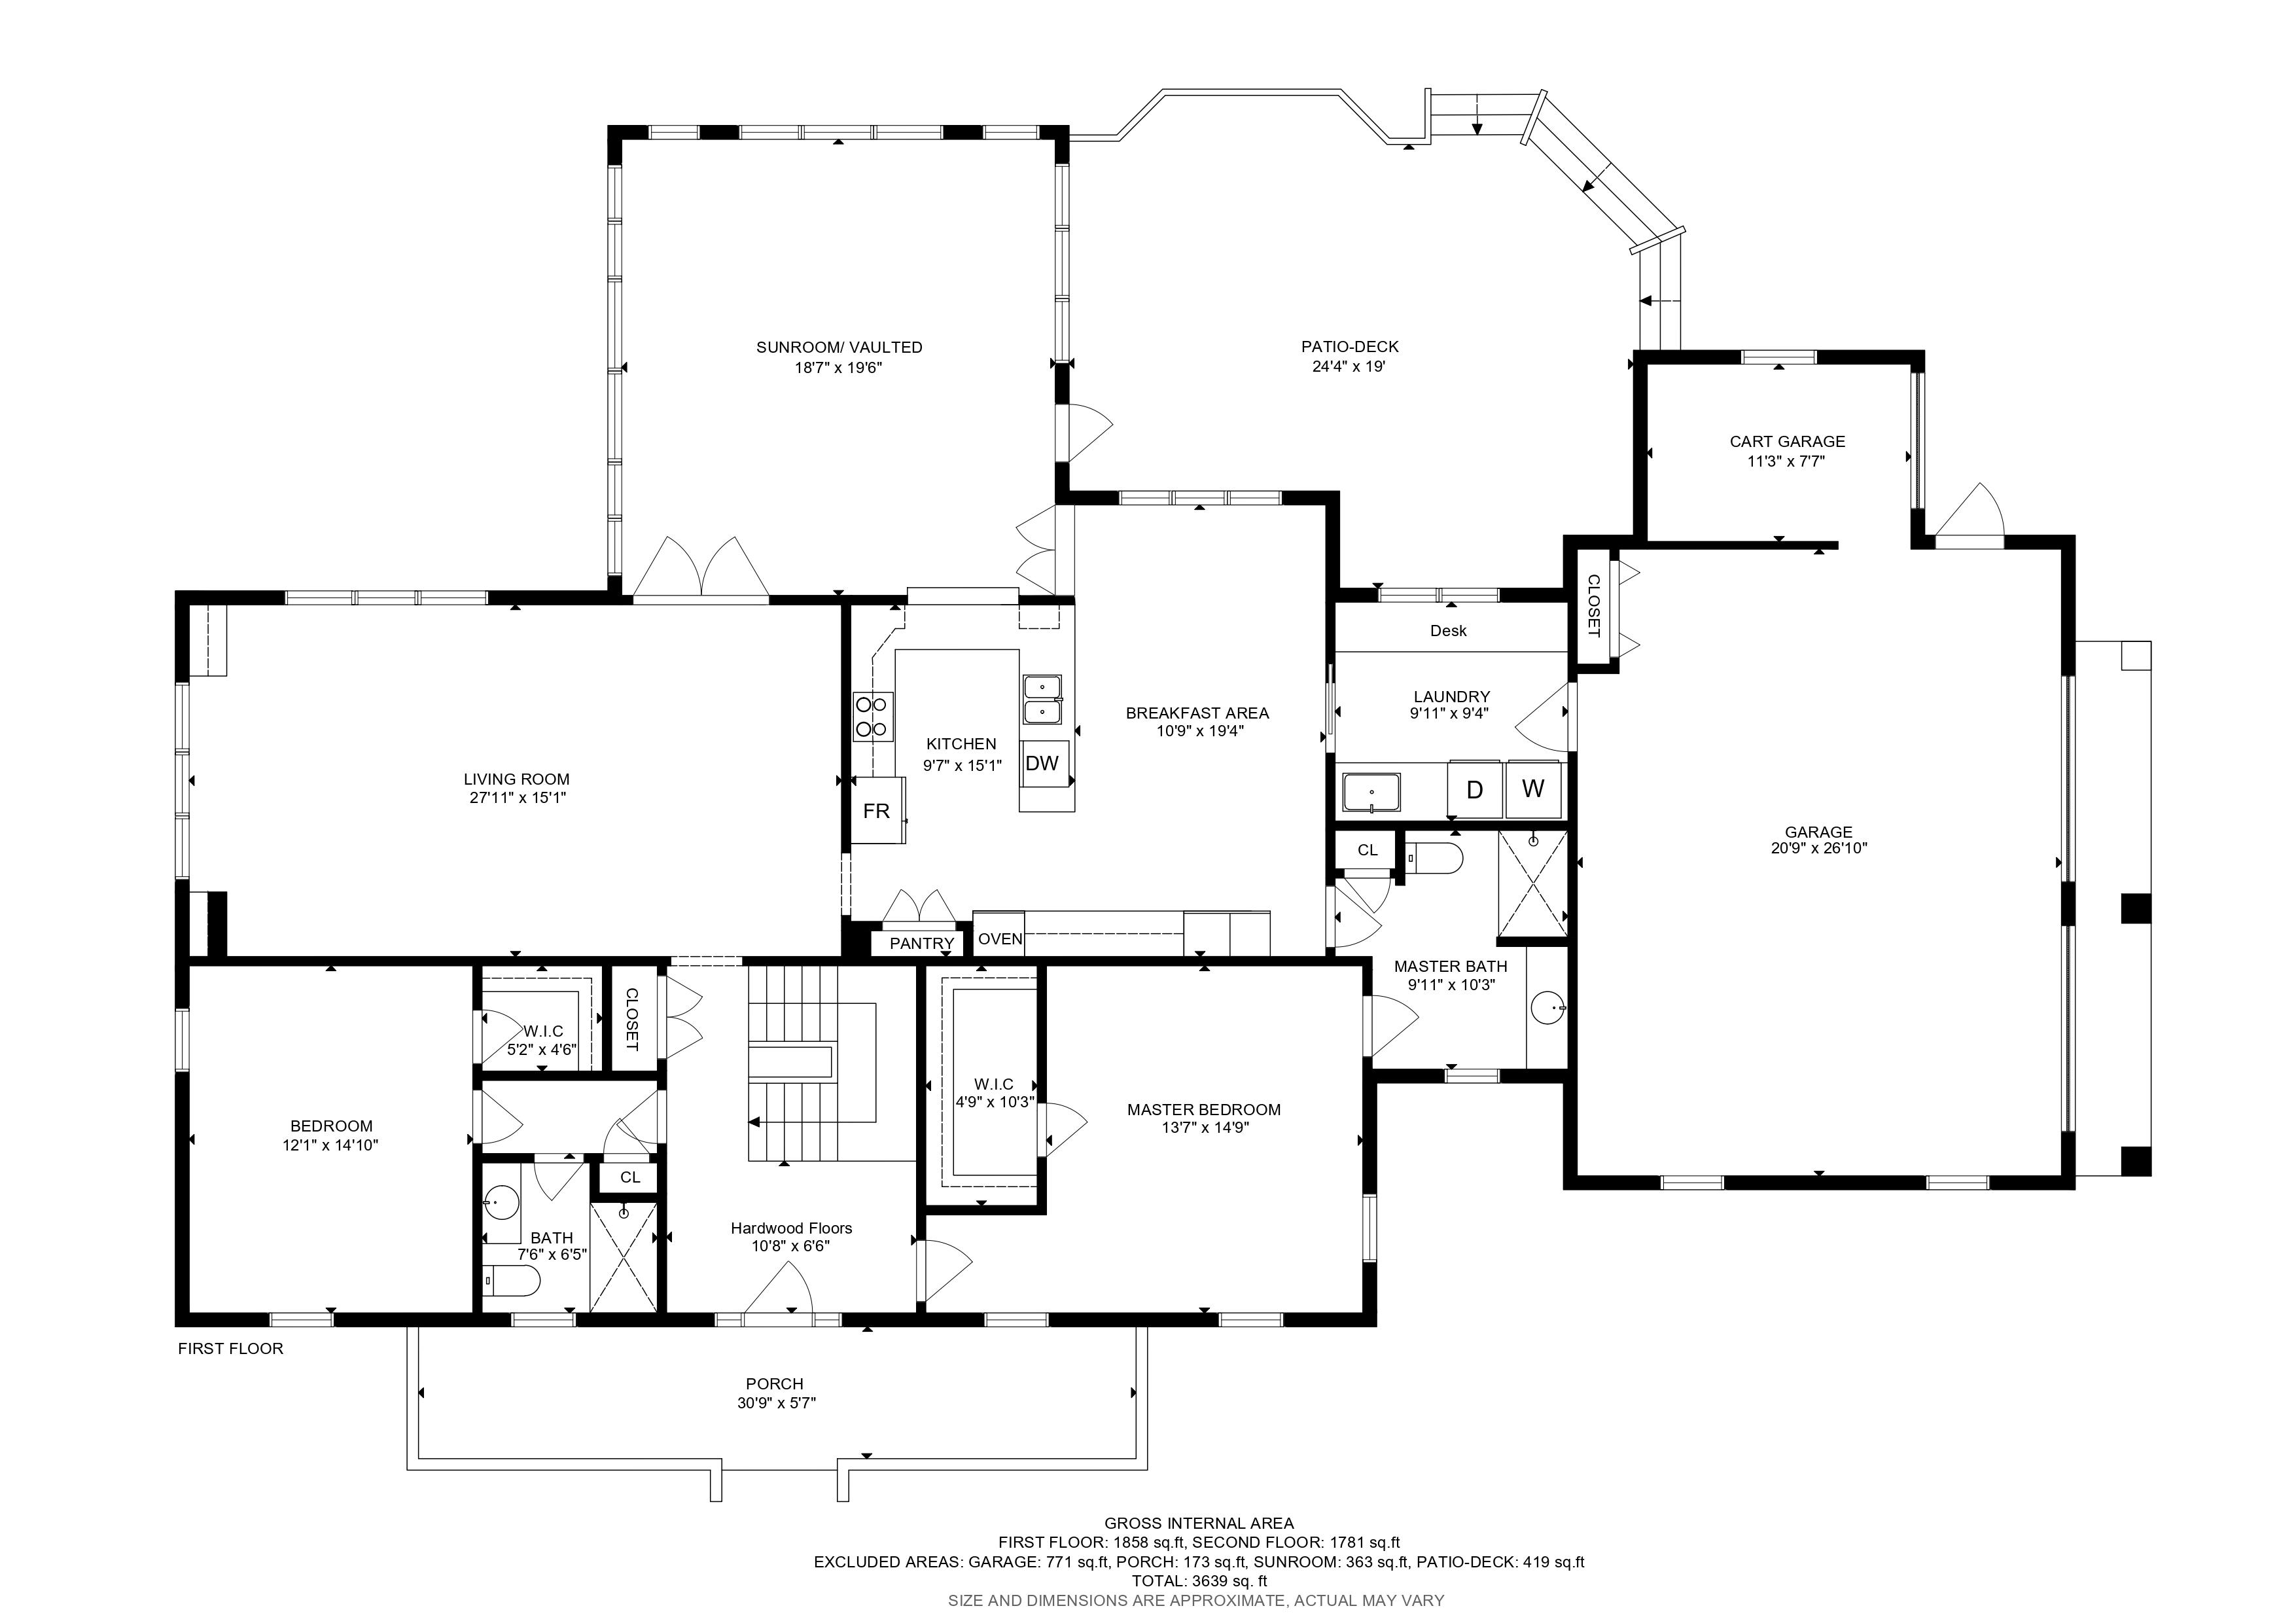 SUNROOM/ VAULTED
18'7" x 19'6"
PATIO-DECK
24'4" x 19'
CART GARAGE
11'3" x 7'7"
CLOSET
Desk
LAUNDRY
9'11" x 9'4"
BREAKFAST AREA
10'9" x 19'4"
KITCHEN
9'7" x 15'1"
DW
LIVING ROOM
27'11" x 15'1"
FR
D
W
GARAGE
20'9" x 26'10"
CL
PANTRY
OVEN
MASTER BATH
9'11" x 10'3"
W.I.C
5'2" x 4'6"
CLOSET
W.I.C
4'9" x 10'3"
MASTER BEDROOM
13'7" x 14'9"
BEDROOM
12'1" x 14'10"
CL
BATH
7'6" x 6'5"
Hardwood Floors
10'8" x 6'6"
FIRST FLOOR
PORCH
30'9" x 5'7"
GROSS INTERNAL AREA
FIRST FLOOR: 1858 sq.ft, SECOND FLOOR: 1781 sq.ft
EXCLUDED AREAS: GARAGE: 771 sq.ft, PORCH: 173 sq.ft, SUNROOM: 363 sq.ft, PATIO-DECK: 419 sq.ft
TOTAL: 3639 sq. ft
SIZE AND DIMENSIONS ARE APPROXIMATE, ACTUAL MAY VARY